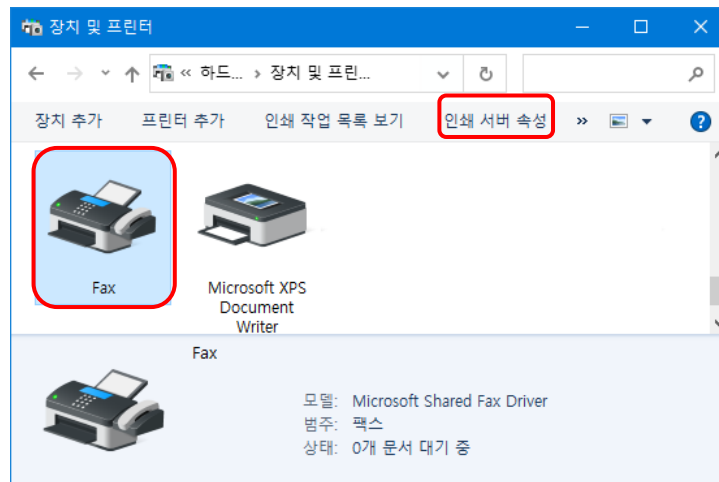 장치 및 프린터
« 하드... › 장치 및 프린...
장치 추가 프린터 추가 인쇄 작업 목록 보기 인쇄 서버 속성 »
Fax
Microsoft XPS
Document
Writer
Fax
모델: Microsoft Shared Fax Driver
범주: 팩스
상태: 0개 문서 대기 중